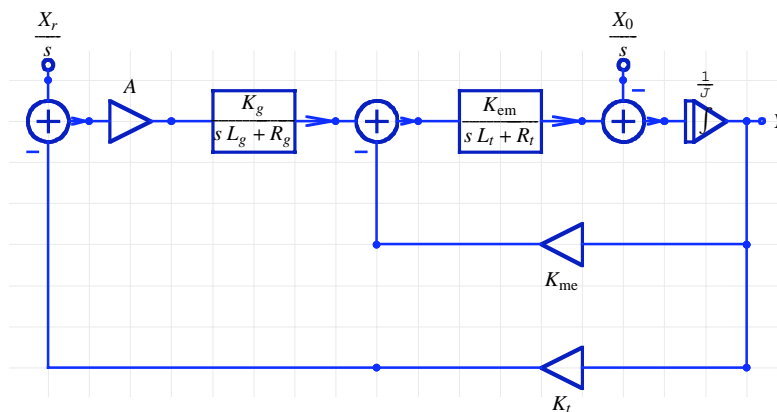 X_r / s
X_0 / s
A
K_g / s L_g + R_g
K_em / s L_t + R_t
1 / J
∫
+
−
+
−
+
−
K_me
K_t